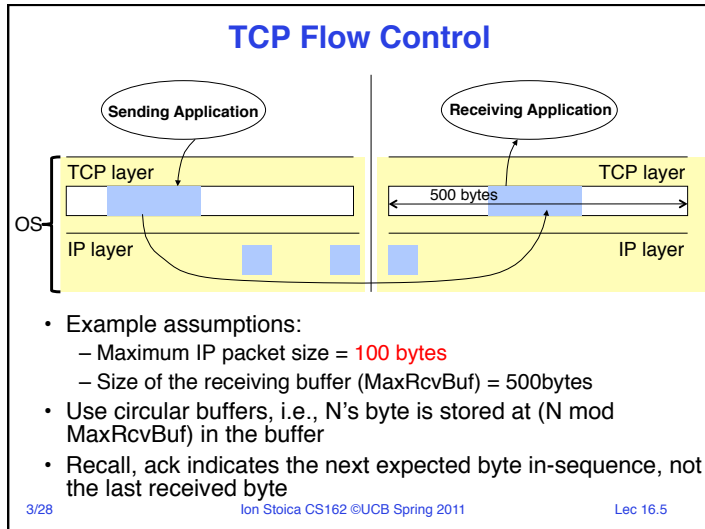 TCP Flow Control
Sending Application
Receiving Application
TCP layer
TCP layer
500 bytes
OS
IP layer
IP layer
• Example assumptions:
– Maximum IP packet size = 100 bytes
– Size of the receiving buffer (MaxRcvBuf) = 500bytes
• Use circular buffers, i.e., N's byte is stored at (N mod
MaxRcvBuf) in the buffer
• Recall, ack indicates the next expected byte in-sequence, not
the last received byte
3/28
Ion Stoica CS162 ©UCB Spring 2011
Lec 16.5